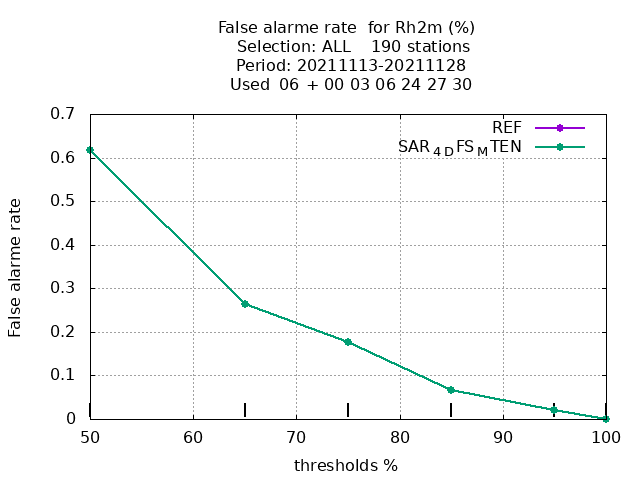 False alarme rate  for Rh2m (%)
Selection: ALL    190 stations
Period: 20211113-20211128
Used  06  + 00 03 06 24 27 30
REF
SAR4DFSMTEN
False alarme rate
0.7
0.6
0.5
0.4
0.3
0.2
0.1
0
50
60
70
80
90
100
thresholds %